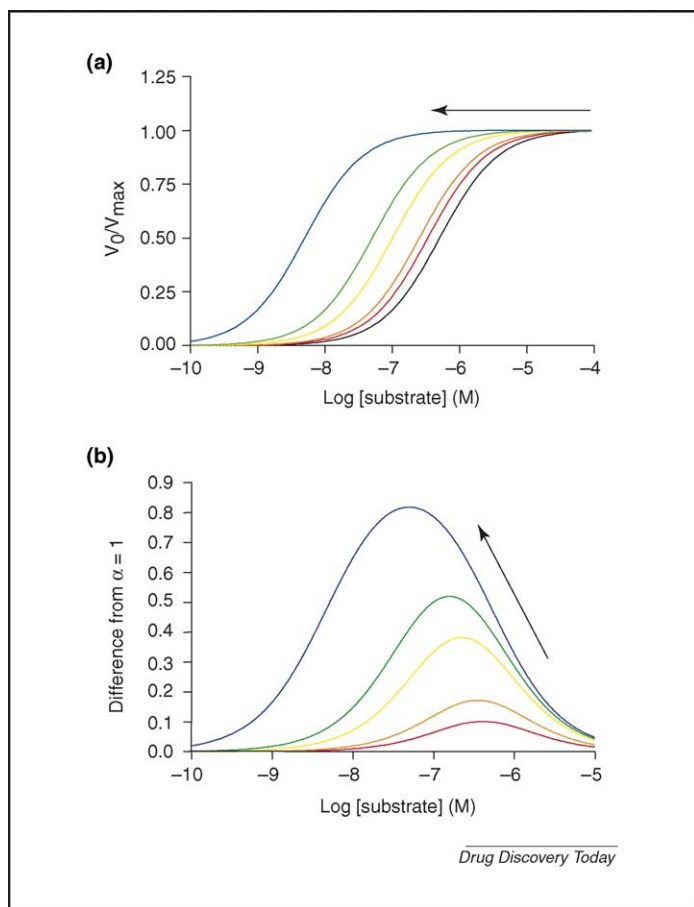 (a)
1.25
1.00
0.75
0.50
0.25
0.00
V0/Vmax
–10 –9 –8 –7 –6 –5 –4
Log [substrate] (M)
(b)
0.9
0.8
0.7
0.6
0.5
0.4
0.3
0.2
0.1
0.0
Difference from α = 1
–10 –9 –8 –7 –6 –5
Log [substrate] (M)
Drug Discovery Today